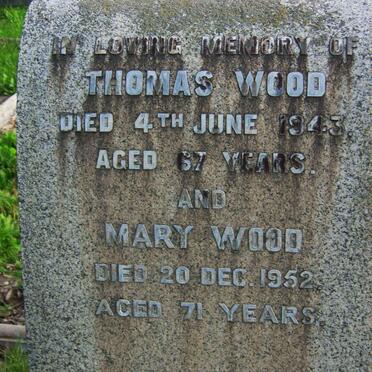 IN LOVING MEMORY OF
THOMAS WOOD
DIED 4TH JUNE 1943.
AGED 67 YEARS.
AND
MARY WOOD
DIED 20 DEC. 1952.
AGED 71 YEARS.